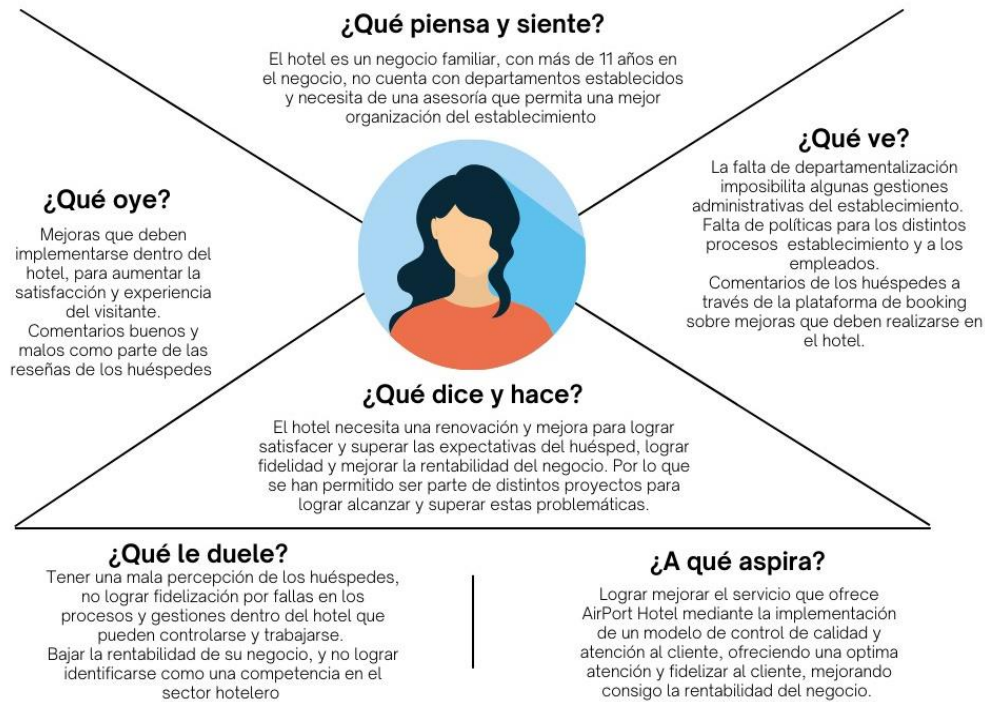 ¿Qué piensa y siente?
El hotel es un negocio familiar, con más de 11 años en
el negocio, no cuenta con departamentos establecidos
y necesita de una asesoría que permita una mejor
organización del establecimiento
¿Qué ve?
La falta de departamentalización
imposibilita algunas gestiones
administrativas del establecimiento.
Falta de políticas para los distintos
procesos establecimiento y a los
empleados.
Comentarios de los huéspedes a
través de la plataforma de booking
sobre mejoras que deben realizarse en
el hotel.
¿Qué oye?
Mejoras que deben
implementarse dentro del
hotel, para aumentar la
satisfacción y experiencia
del visitante.
Comentarios buenos y
malos como parte de las
reseñas de los huéspedes
¿Qué dice y hace?
El hotel necesita una renovación y mejora para lograr
satisfacer y superar las expectativas del huésped, lograr
fidelidad y mejorar la rentabilidad del negocio. Por lo que
se han permitido ser parte de distintos proyectos para
lograr alcanzar y superar estas problemáticas.
¿Qué le duele?
Tener una mala percepción de los huéspedes,
no lograr fidelización por fallas en los
procesos y gestiones dentro del hotel que
pueden controlarse y trabajarse.
Bajar la rentabilidad de su negocio, y no lograr
identificarse como una competencia en el
sector hotelero
¿A qué aspira?
Lograr mejorar el servicio que ofrece
AirPort Hotel mediante la implementación
de un modelo de control de calidad y
atención al cliente, ofreciendo una optima
atención y fidelizar al cliente, mejorando
consigo la rentabilidad del negocio.